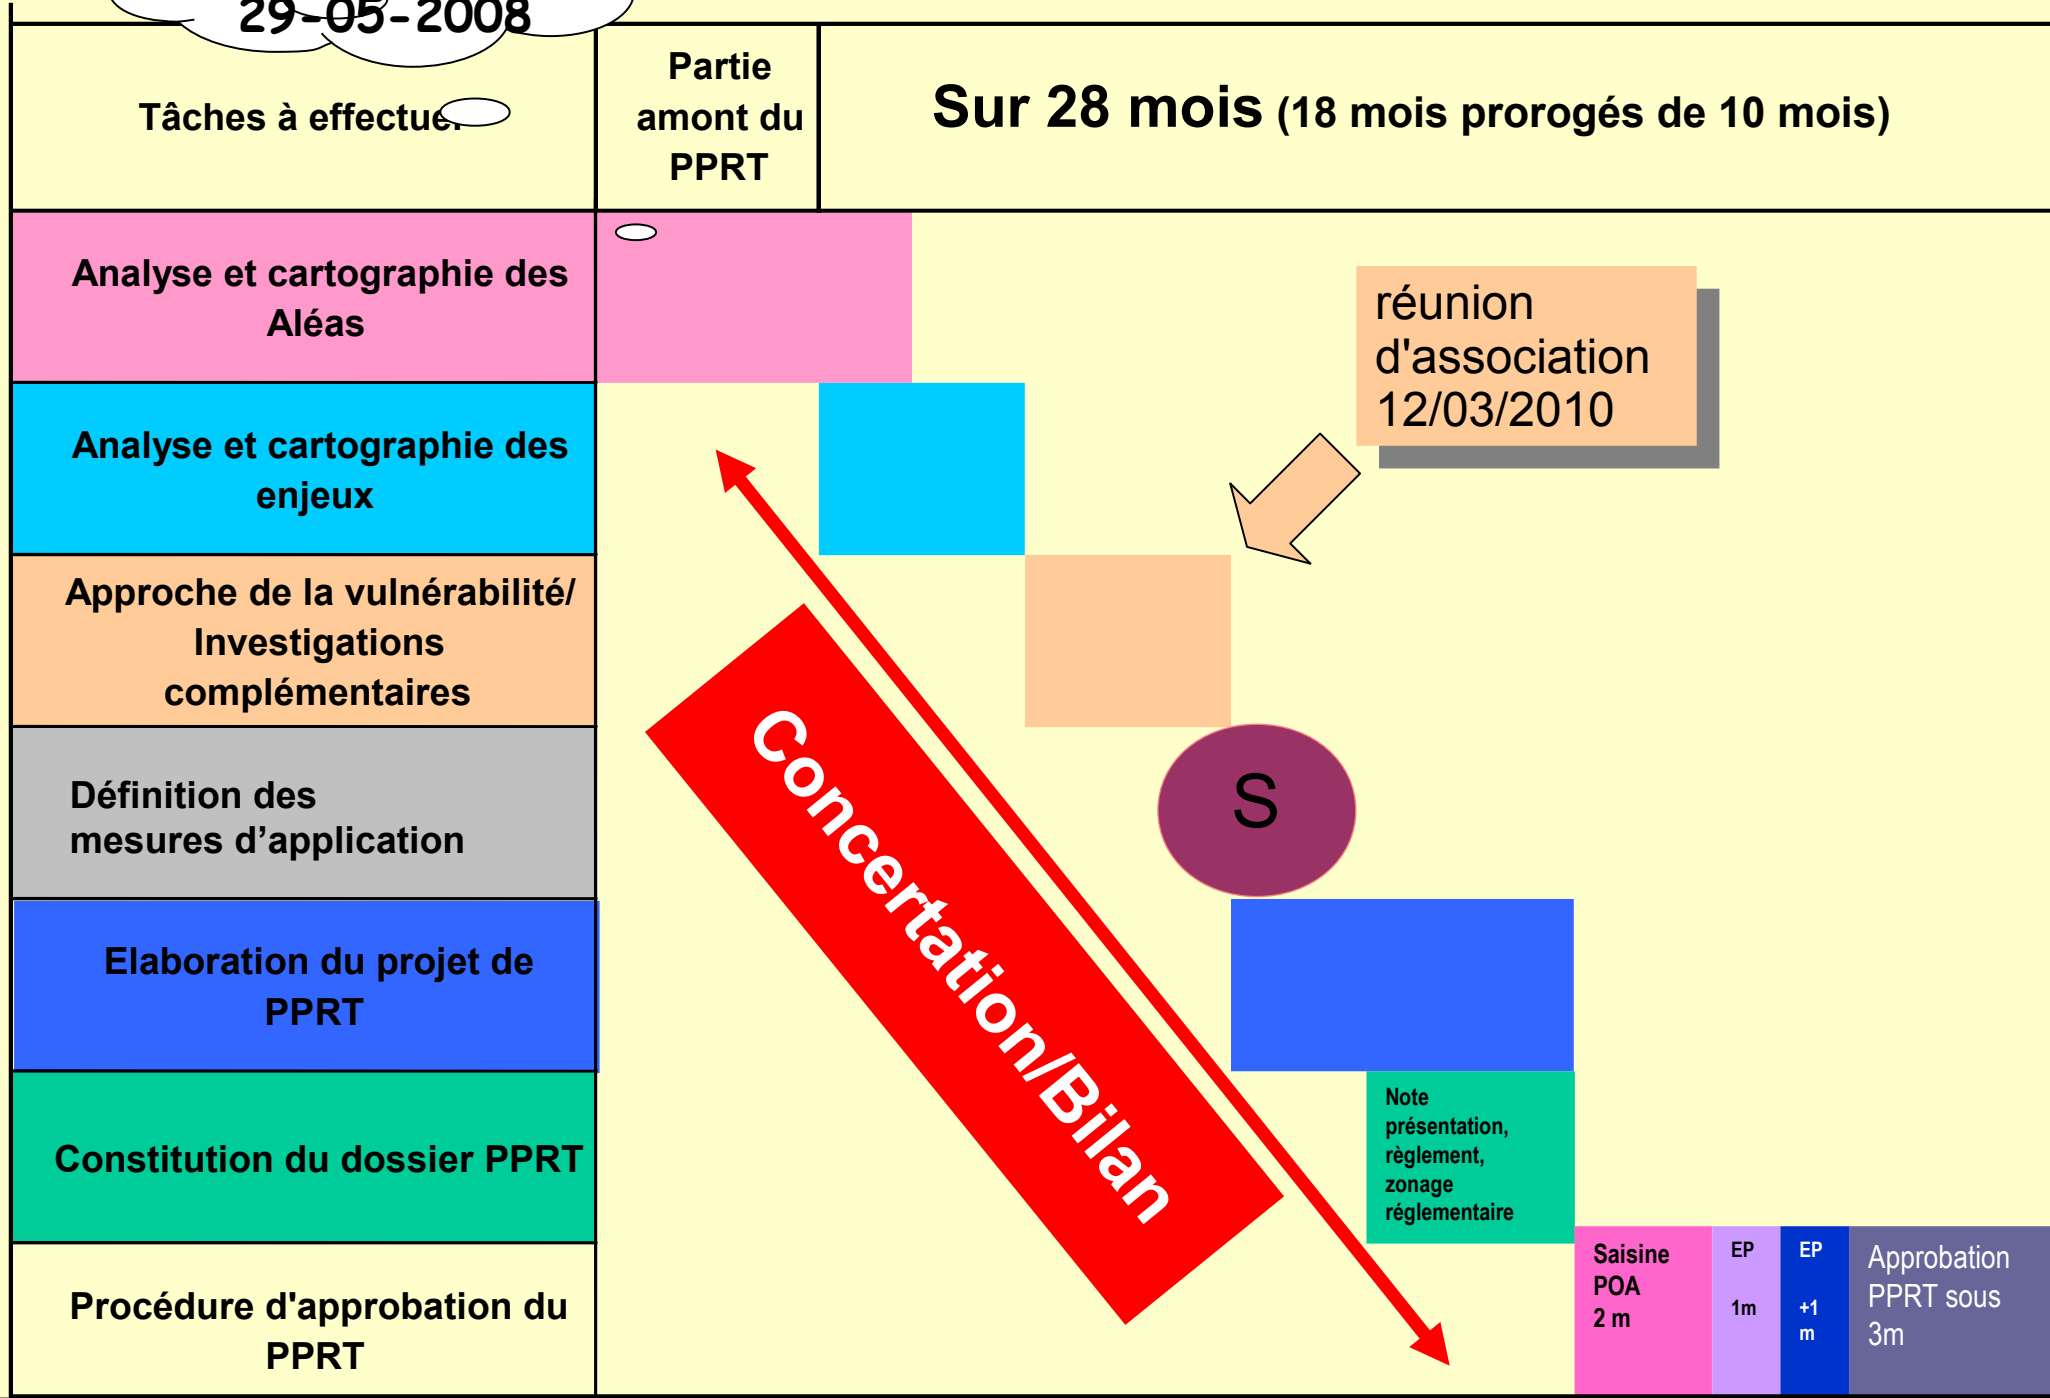 29-05-2008
Tâches à effectuer
Partie
amont du
PPRT
Sur 28 mois (18 mois prorogés de 10 mois)
Analyse et cartographie des
Aléas
réunion
d'association
12/03/2010
Analyse et cartographie des
enjeux
Approche de la vulnérabilité/
Investigations
complémentaires
Définition des
mesures d’application
S
Concertation/Bilan
Elaboration du projet de
PPRT
Constitution du dossier PPRT
Note
présentation,
règlement,
zonage
réglementaire
Procédure d'approbation du
PPRT
Saisine
POA
2 m
EP
1m
EP
+1
m
Approbation
PPRT sous
3m